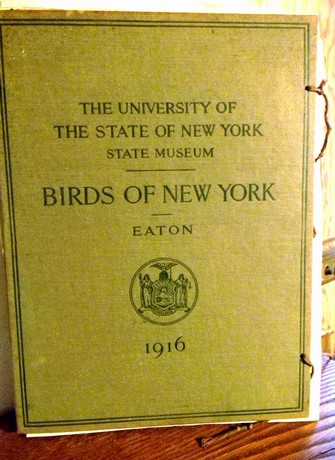 THE UNIVERSITY OF
THE STATE OF NEW YORK
STATE MUSEUM
BIRDS OF NEW YORK
EATON
1916